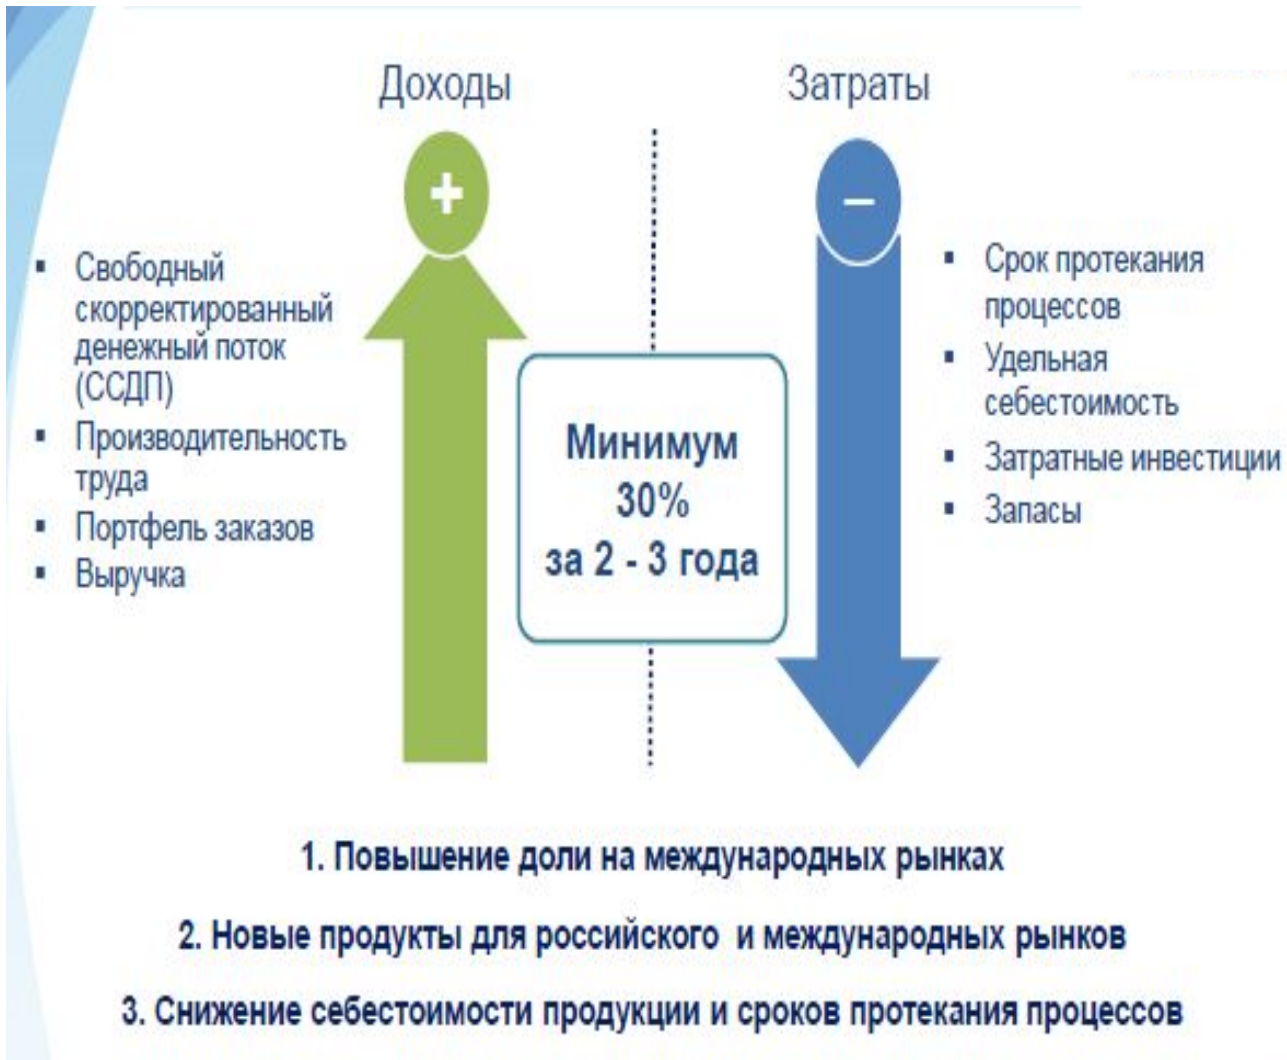 Доходы
Затраты
+
–
▪ Свободный
скорректированный
денежный поток
(ССДП)
▪ Производительность
труда
▪ Портфель заказов
▪ Выручка
Минимум
30%
за 2 - 3 года
▪ Срок протекания
процессов
▪ Удельная
себестоимость
▪ Затратные инвестиции
▪ Запасы
1. Повышение доли на международных рынках
2. Новые продукты для российского и международных рынков
3. Снижение себестоимости продукции и сроков протекания процессов